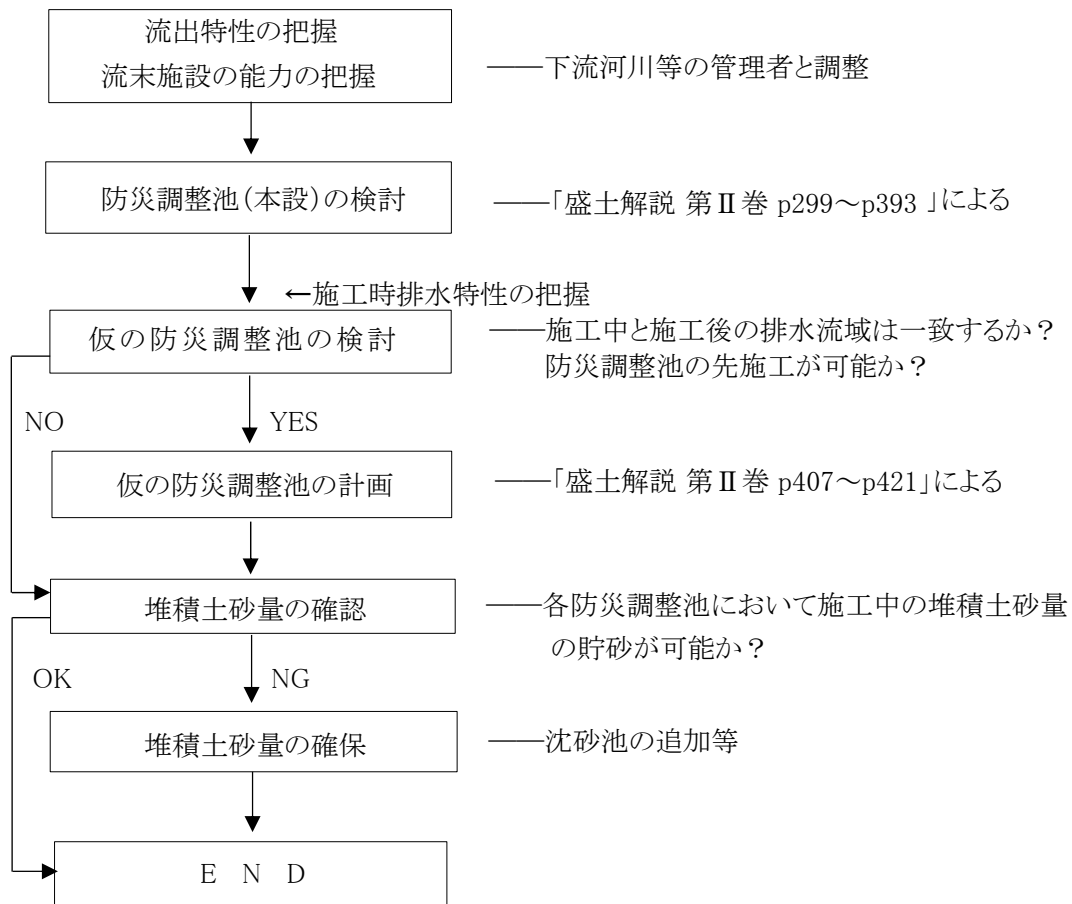 流出特性の把握
流末施設の能力の把握
――下流河川等の管理者と調整
防災調整池(本設)の検討
――「盛土解説 第Ⅱ巻 p299～p393 」による
←施工時排水特性の把握
仮の防災調整池の検討
――施工中と施工後の排水流域は一致するか？
防災調整池の先施工が可能か？
NO
YES
仮の防災調整池の計画
――「盛土解説 第Ⅱ巻 p407～p421」による
堆積土砂量の確認
――各防災調整池において施工中の堆積土砂量
の貯砂が可能か？
OK
NG
堆積土砂量の確保
――沈砂池の追加等
E N D